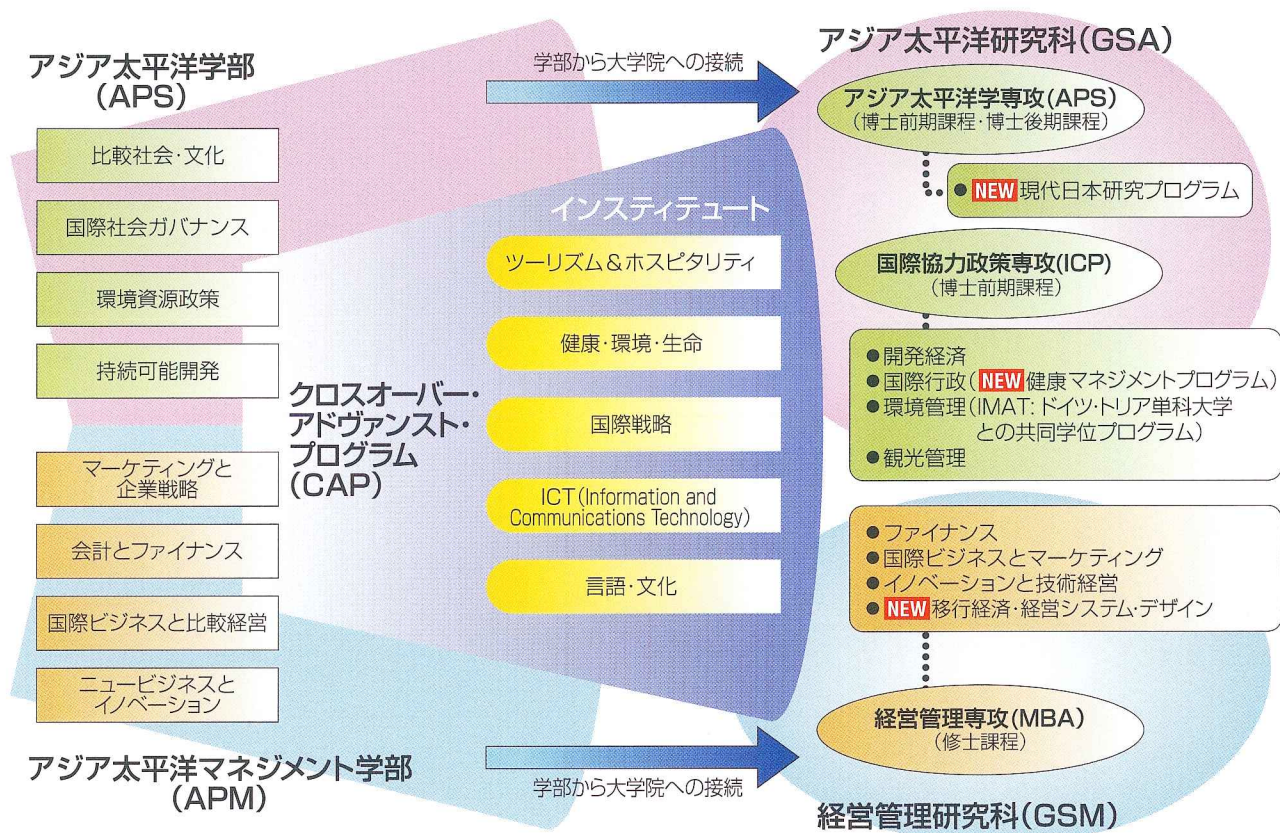 アジア太平洋学部
(APS)
比較社会・文化
国際社会ガバナンス
環境資源政策
持続可能開発
マーケティングと
企業戦略
会計とファイナンス
国際ビジネスと比較経営
ニュービジネスと
イノベーション
アジア太平洋マネジメント学部
(APM)
クロスオーバー・
アドヴァンスト・
プログラム
(CAP)
学部から大学院への接続
インスティテュート
ツーリズム&ホスピタリティ
健康・環境・生命
国際戦略
ICT(Information and
Communications Technology)
言語・文化
学部から大学院への接続
アジア太平洋研究科(GSA)
アジア太平洋学専攻(APS)
(博士前期課程・博士後期課程)
● NEW 現代日本研究プログラム
国際協力政策専攻(ICP)
(博士前期課程)
● 開発経済
● 国際行政(NEW 健康マネジメントプログラム)
● 環境管理(IMAT:ドイツ・トリア単科大学
との共同学位プログラム)
● 観光管理
● ファイナンス
● 国際ビジネスとマーケティング
● イノベーションと技術経営
● NEW 移行経済・経営システム・デザイン
経営管理専攻(MBA)
(修士課程)
経営管理研究科(GSM)